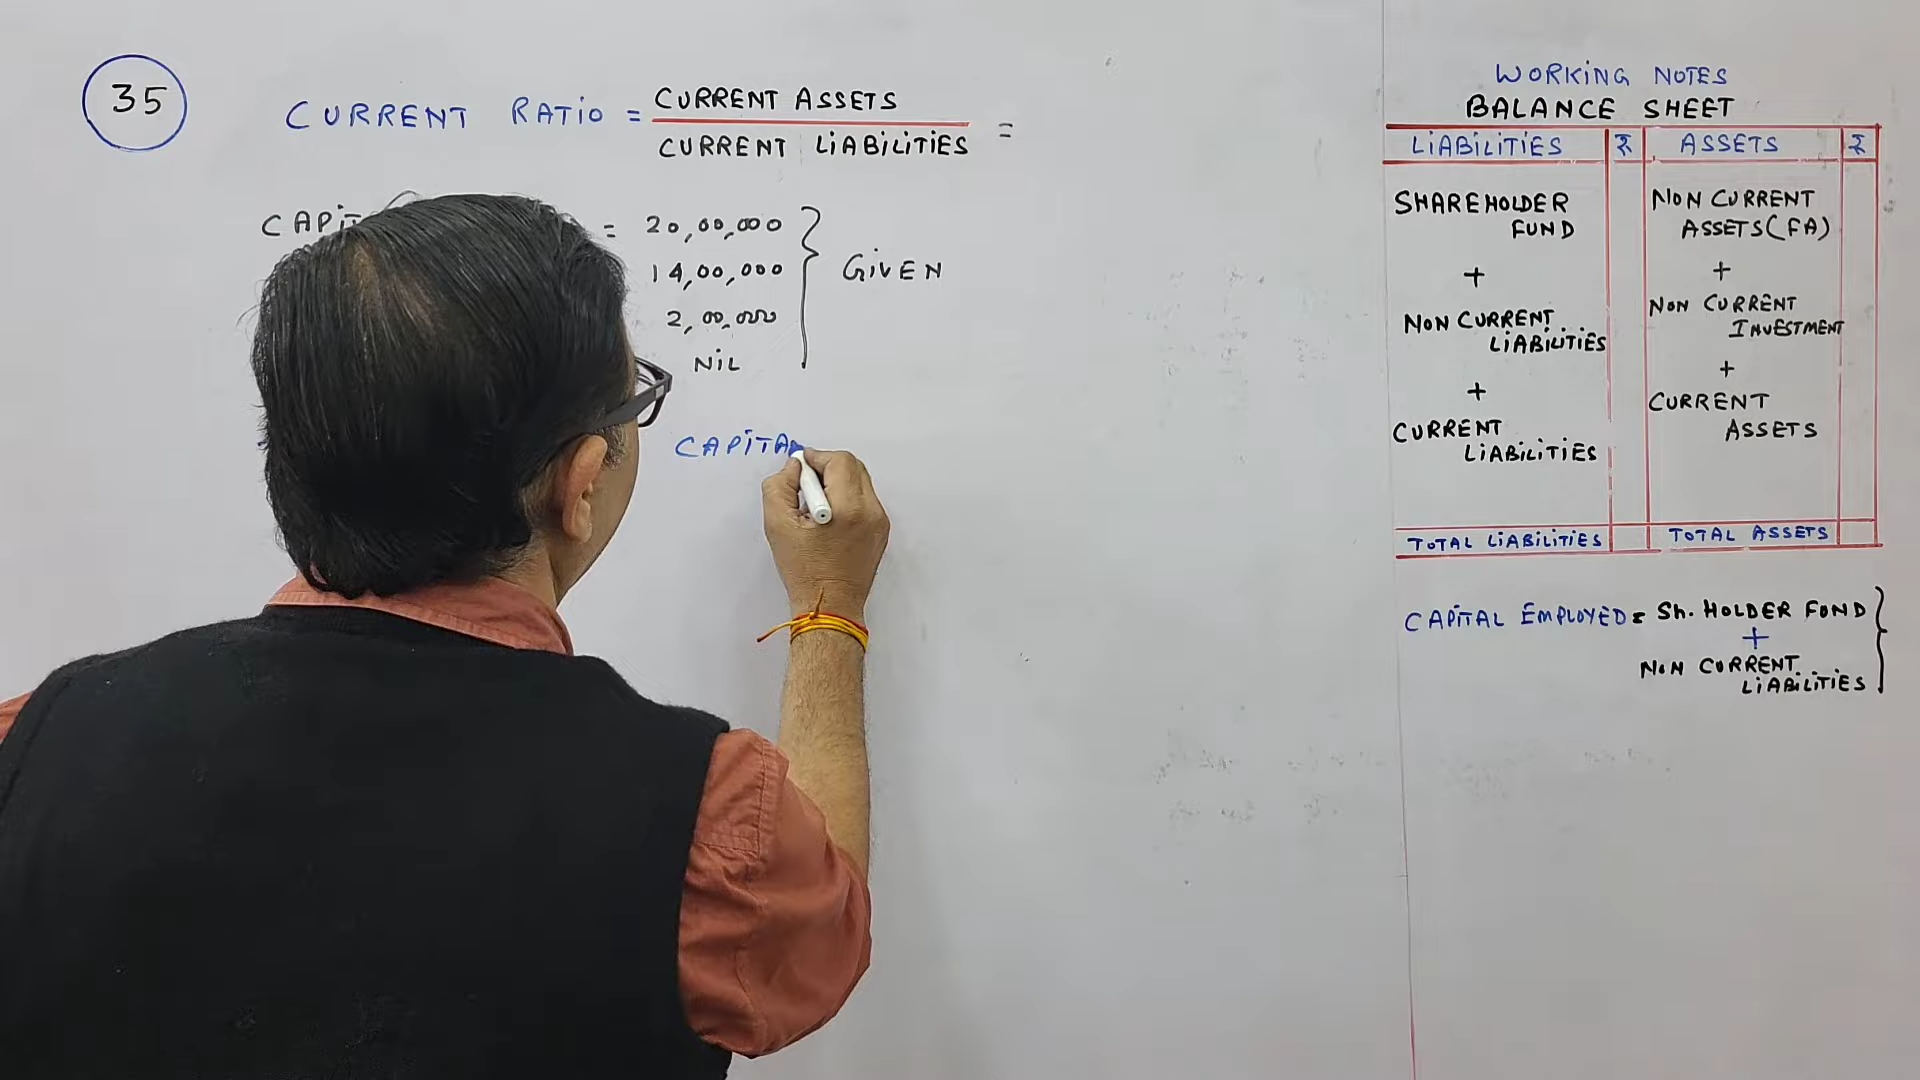 35
CURRENT RATIO = CURRENT ASSETS
CURRENT LIABILITIES =
= 20,00,000
14,00,000
2,00,000
NIL
GIVEN
CAPITA
WORKING NOTES
BALANCE SHEET
LIABILITIES ₹ ASSETS ₹
SHAREHOLDER
FUND
+
NON CURRENT
LIABILITIES
+
CURRENT
LIABILITIES
NON CURRENT
ASSETS (FA)
+
NON CURRENT
INVESTMENT
+
CURRENT
ASSETS
TOTAL LIABILITIES TOTAL ASSETS
CAPITAL EMPLOYED = Sh. HOLDER FUND
+
NON CURRENT
LIABILITIES